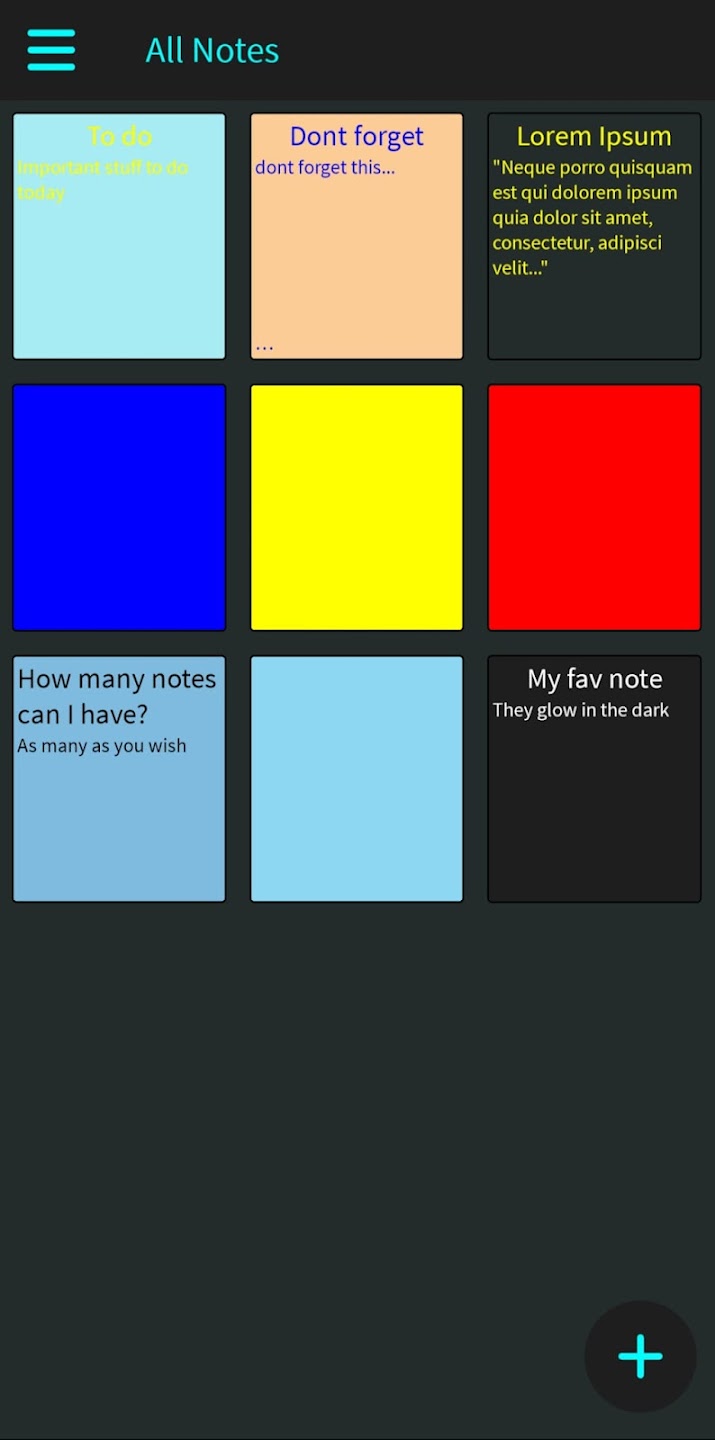 All Notes
To do
Important stuff to do
today
Dont forget
dont forget this...
...
Lorem Ipsum
"Neque porro quisquam
est qui dolorem ipsum
quia dolor sit amet,
consectetur, adipisci
velit..."
How many notes
can I have?
As many as you wish
My fav note
They glow in the dark